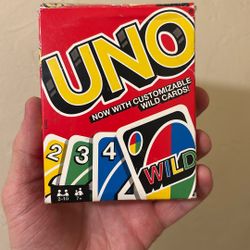 UNO
NOW WITH CUSTOMIZABLE
WILD CARDS!
2 3 4
WILD
2-10 7+